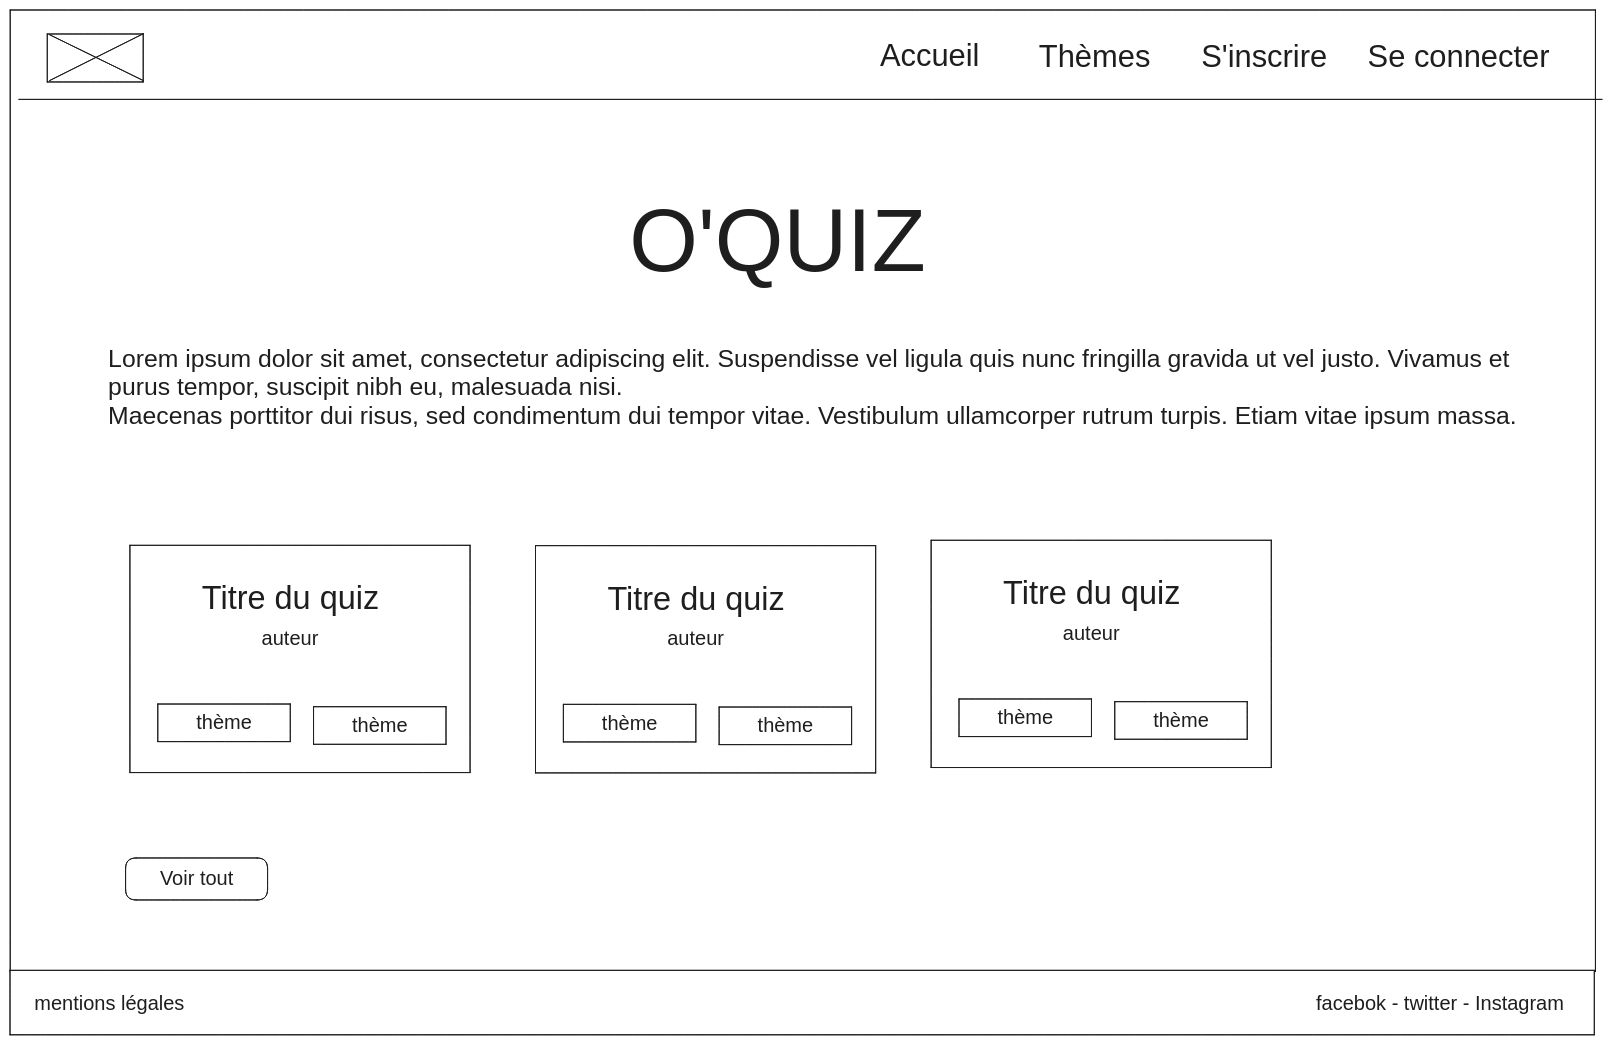 Accueil Thèmes S'inscrire Se connecter
O'QUIZ
Lorem ipsum dolor sit amet, consectetur adipiscing elit. Suspendisse vel ligula quis nunc fringilla gravida ut vel justo. Vivamus et
purus tempor, suscipit nibh eu, malesuada nisi.
Maecenas porttitor dui risus, sed condimentum dui tempor vitae. Vestibulum ullamcorper rutrum turpis. Etiam vitae ipsum massa.
Titre du quiz
auteur
thème thème
Titre du quiz
auteur
thème thème
Titre du quiz
auteur
thème thème
Voir tout
mentions légales
facebok - twitter - Instagram